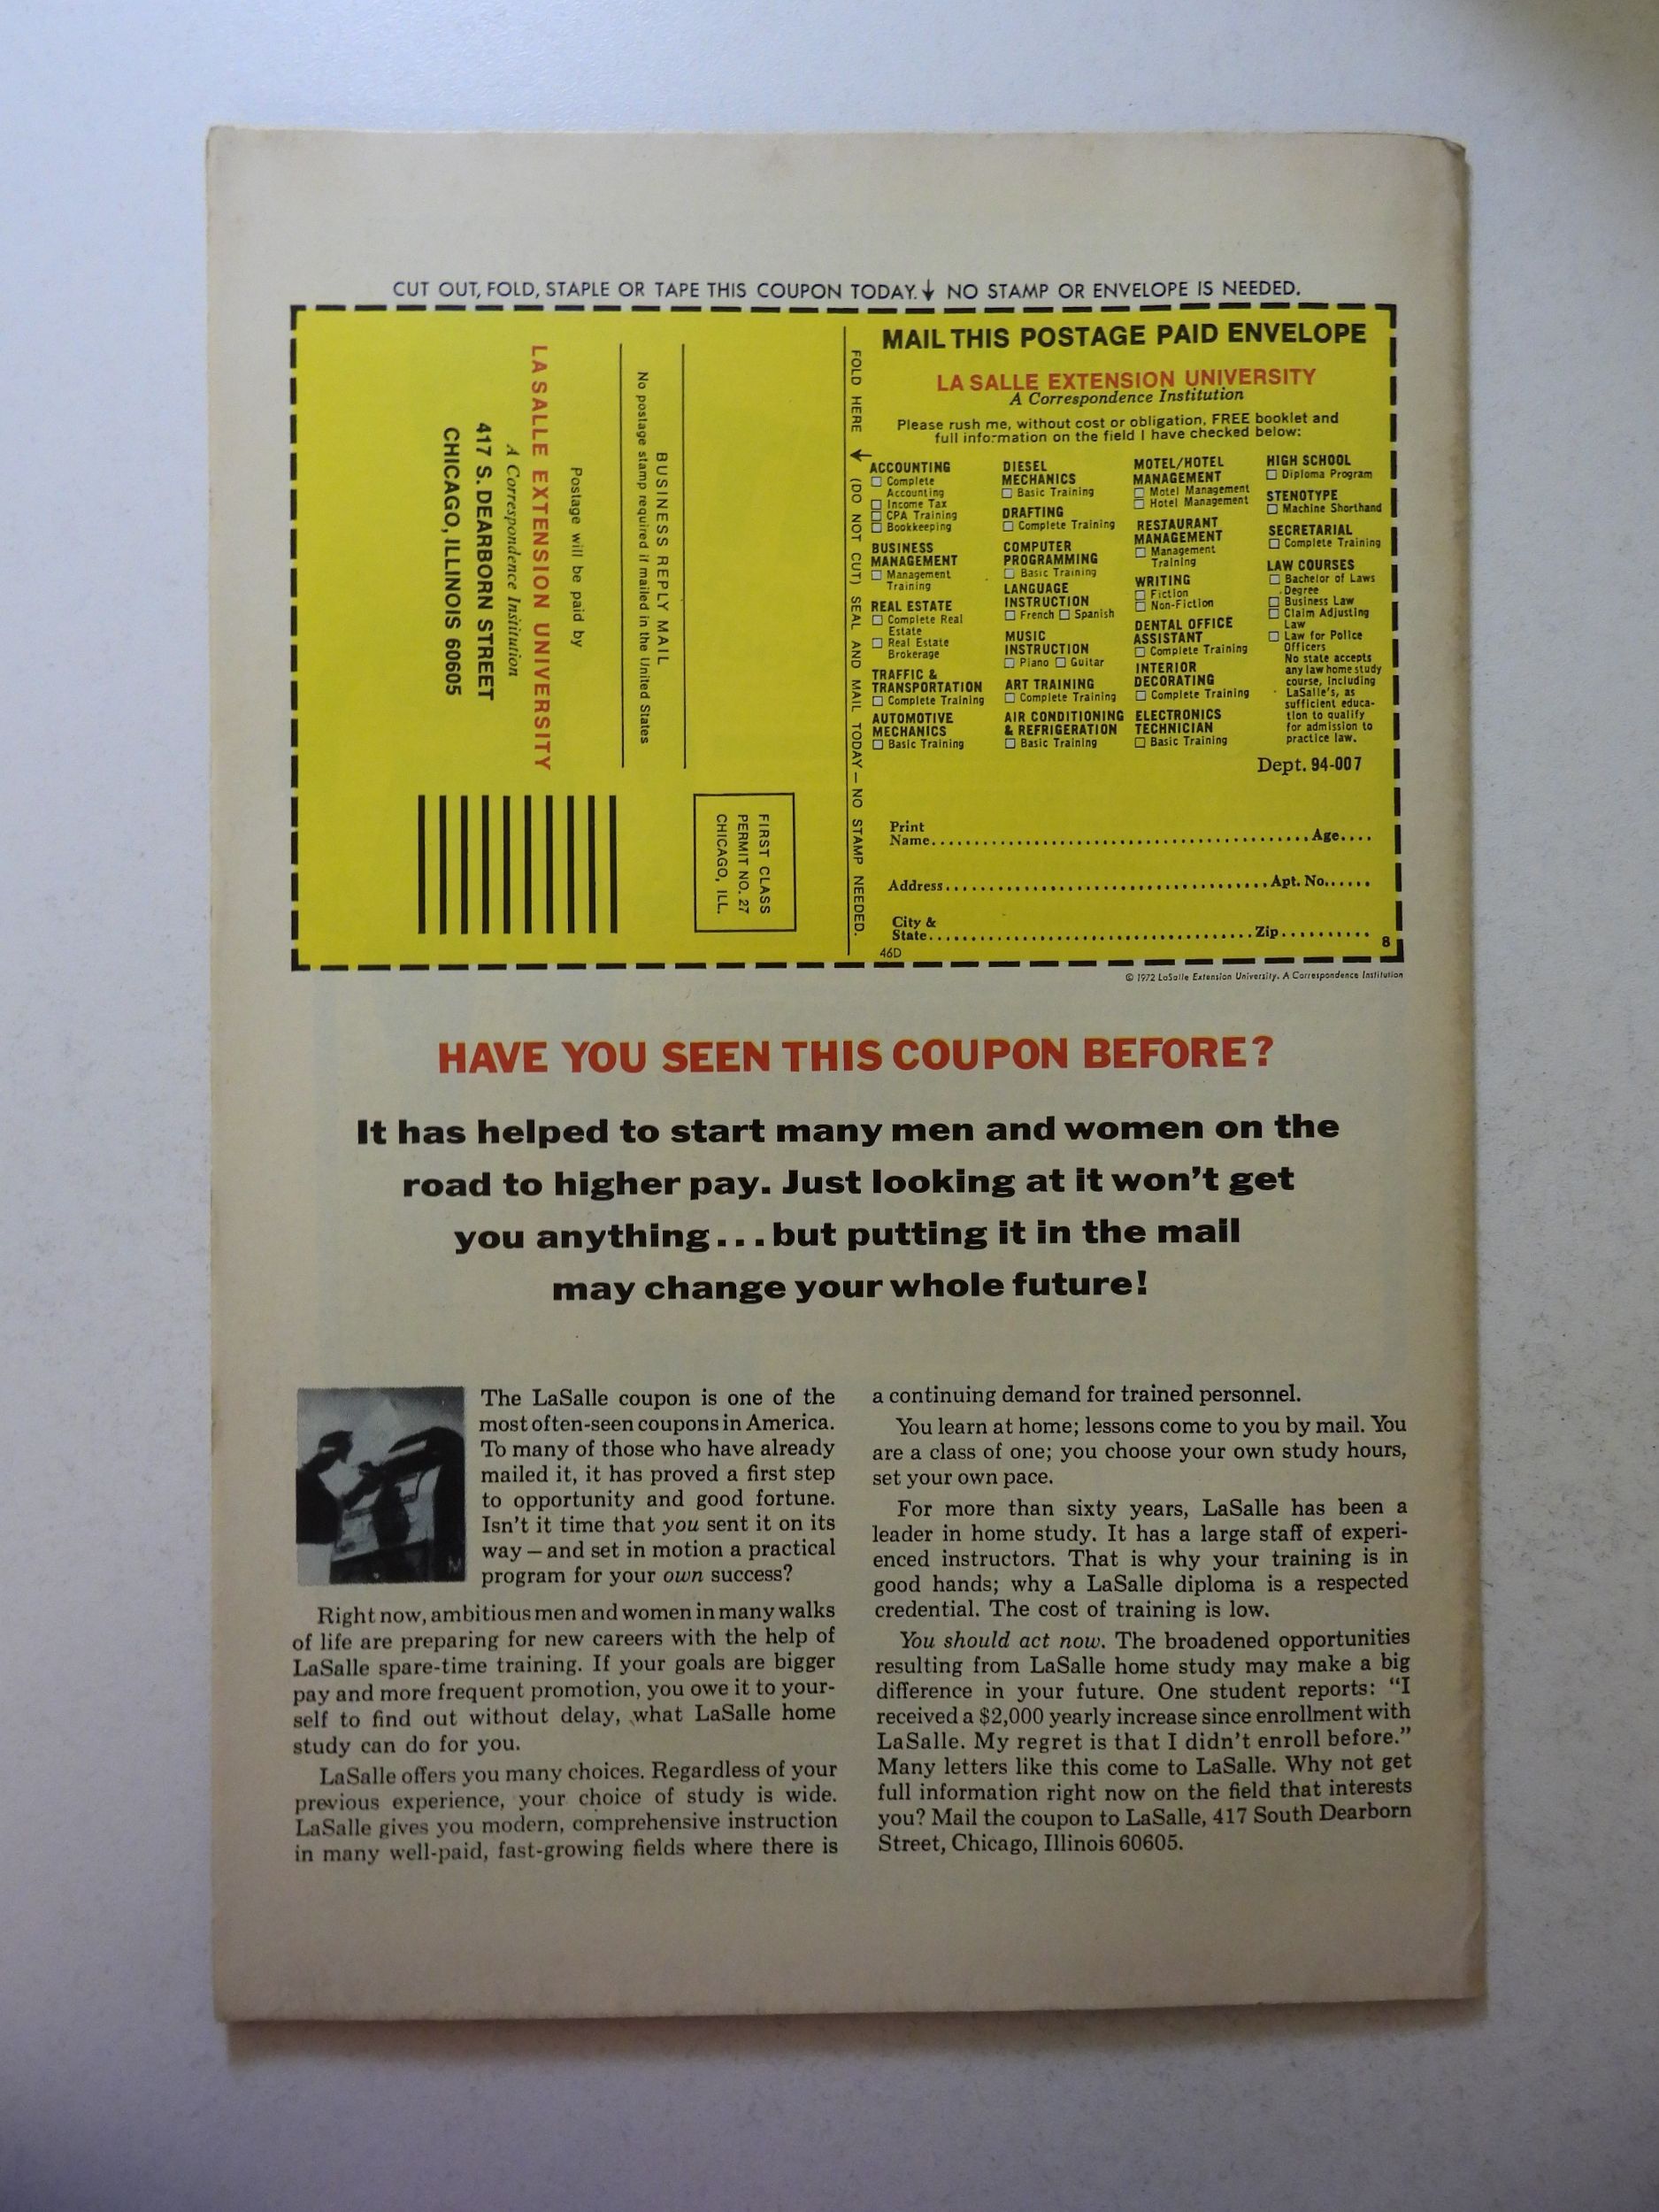 CUT OUT, FOLD, STAPLE OR TAPE THIS COUPON TODAY. ↓ NO STAMP OR ENVELOPE IS NEEDED.
LA SALLE EXTENSION UNIVERSITY
A Correspondence Institution
417 S. DEARBORN STREET
CHICAGO, ILLINOIS 60605
Postage will be paid by
No postage stamp required if mailed in the United States
BUSINESS REPLY MAIL
FIRST CLASS
PERMIT NO. 27
CHICAGO, ILL.
FOLD HERE ↓ (DO NOT CUT) SEAL AND MAIL TODAY – NO STAMP NEEDED.
MAIL THIS POSTAGE PAID ENVELOPE
LA SALLE EXTENSION UNIVERSITY
A Correspondence Institution
Please rush me, without cost or obligation, FREE booklet and
full information on the field I have checked below:
ACCOUNTING
☐ Complete
Accounting
☐ Income Tax
☐ CPA Training
☐ Bookkeeping
BUSINESS
MANAGEMENT
☐ Management
Training
REAL ESTATE
☐ Complete Real
Estate
☐ Real Estate
Brokerage
TRAFFIC &
TRANSPORTATION
☐ Complete Training
AUTOMOTIVE
MECHANICS
☐ Basic Training
DIESEL
MECHANICS
☐ Basic Training
DRAFTING
☐ Complete Training
COMPUTER
PROGRAMMING
☐ Basic Training
LANGUAGE
INSTRUCTION
☐ French ☐ Spanish
MUSIC
INSTRUCTION
☐ Piano ☐ Guitar
ART TRAINING
☐ Complete Training
AIR CONDITIONING
& REFRIGERATION
☐ Basic Training
MOTEL/HOTEL
MANAGEMENT
☐ Motel Management
☐ Hotel Management
RESTAURANT
MANAGEMENT
☐ Management
Training
WRITING
☐ Fiction
☐ Non-Fiction
DENTAL OFFICE
ASSISTANT
☐ Complete Training
INTERIOR
DECORATING
☐ Complete Training
ELECTRONICS
TECHNICIAN
☐ Basic Training
HIGH SCHOOL
☐ Diploma Program
STENOTYPE
☐ Machine Shorthand
SECRETARIAL
☐ Complete Training
LAW COURSES
☐ Bachelor of Laws
Degree
☐ Business Law
☐ Claim Adjusting
Law
☐ Law for Police
Officers
No state accepts
any law home study
course, including
LaSalle's, as
sufficient educa-
tion to qualify
for admission to
practice law.
Dept. 94-007
Print
Name........................................Age....
Address..................................Apt. No......
City &
State..................................Zip..........
46D
8
© 1972 LaSalle Extension University. A Correspondence Institution
HAVE YOU SEEN THIS COUPON BEFORE?
It has helped to start many men and women on the
road to higher pay. Just looking at it won't get
you anything...but putting it in the mail
may change your whole future!
The LaSalle coupon is one of the
most often-seen coupons in America.
To many of those who have already
mailed it, it has proved a first step
to opportunity and good fortune.
Isn't it time that you sent it on its
way – and set in motion a practical
program for your own success?
Right now, ambitious men and women in many walks
of life are preparing for new careers with the help of
LaSalle spare-time training. If your goals are bigger
pay and more frequent promotion, you owe it to your-
self to find out without delay, what LaSalle home
study can do for you.
LaSalle offers you many choices. Regardless of your
previous experience, your choice of study is wide.
LaSalle gives you modern, comprehensive instruction
in many well-paid, fast-growing fields where there is
a continuing demand for trained personnel.
You learn at home; lessons come to you by mail. You
are a class of one; you choose your own study hours,
set your own pace.
For more than sixty years, LaSalle has been a
leader in home study. It has a large staff of experi-
enced instructors. That is why your training is in
good hands; why a LaSalle diploma is a respected
credential. The cost of training is low.
You should act now. The broadened opportunities
resulting from LaSalle home study may make a big
difference in your future. One student reports: "I
received a $2,000 yearly increase since enrollment with
LaSalle. My regret is that I didn't enroll before."
Many letters like this come to LaSalle. Why not get
full information right now on the field that interests
you? Mail the coupon to LaSalle, 417 South Dearborn
Street, Chicago, Illinois 60605.